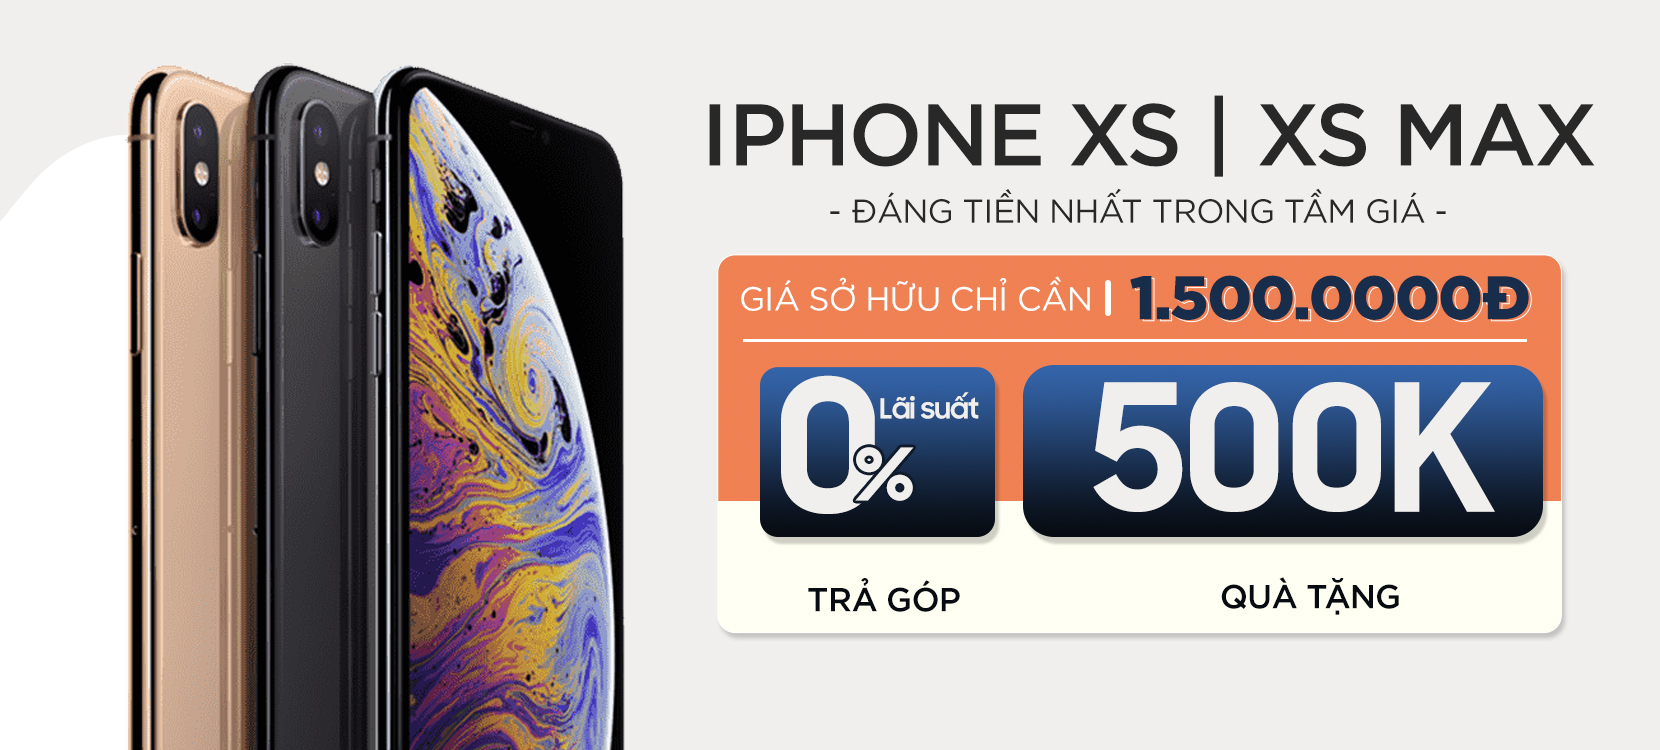 IPHONE XS | XS MAX
- ĐÁNG TIỀN NHẤT TRONG TẦM GIÁ -
GIÁ SỞ HỮU CHỈ CẦN | 1.500.0000Đ
0% Lãi suất
500K
TRẢ GÓP
QUÀ TẶNG